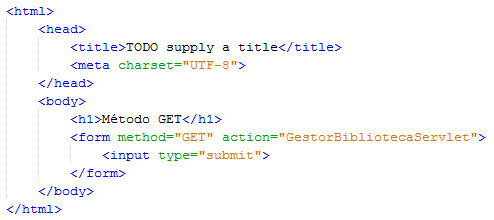 <html>
<head>
<title>TODO supply a title</title>
<meta charset="UTF-8">
</head>
<body>
<h1>Método GET</h1>
<form method="GET" action="GestorBibliotecaServlet">
<input type="submit">
</form>
</body>
</html>